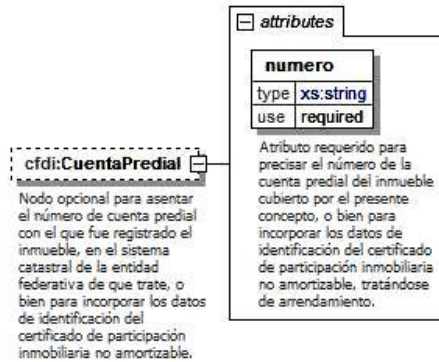 attributes
numero
type xs:string
use required
Atributo requerido para
precisar el número de la
cuenta predial del inmueble
cubierto por el presente
concepto, o bien para
incorporar los datos de
identificación del certificado
de participación inmobiliaria
no amortizable, tratándose
de arrendamiento.
cfdi:CuentaPredial
Nodo opcional para asentar
el número de cuenta predial
con el que fue registrado el
inmueble, en el sistema
catastral de la entidad
federativa de que trate, o
bien para incorporar los datos
de identificación del
certificado de participación
inmobiliaria no amortizable.